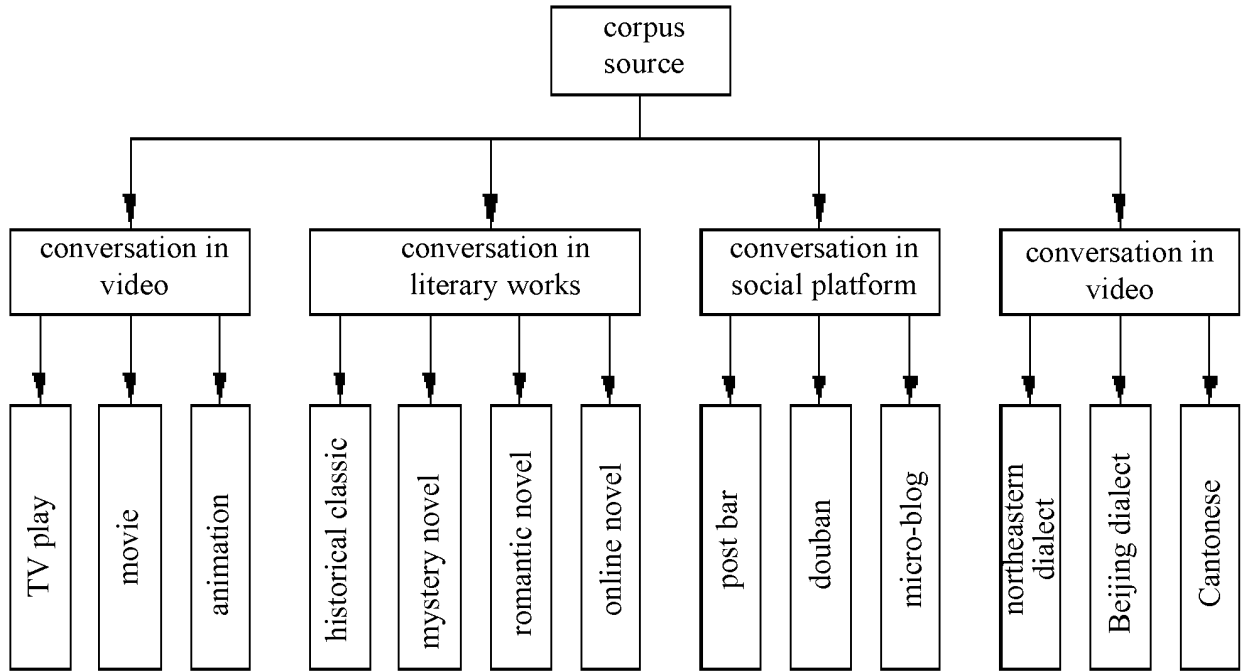 corpus
source
conversation in
video
conversation in
literary works
conversation in
social platform
conversation in
video
TV play
movie
animation
historical classic
mystery novel
romantic novel
online novel
post bar
douban
micro-blog
northeastern
dialect
Beijing dialect
Cantonese